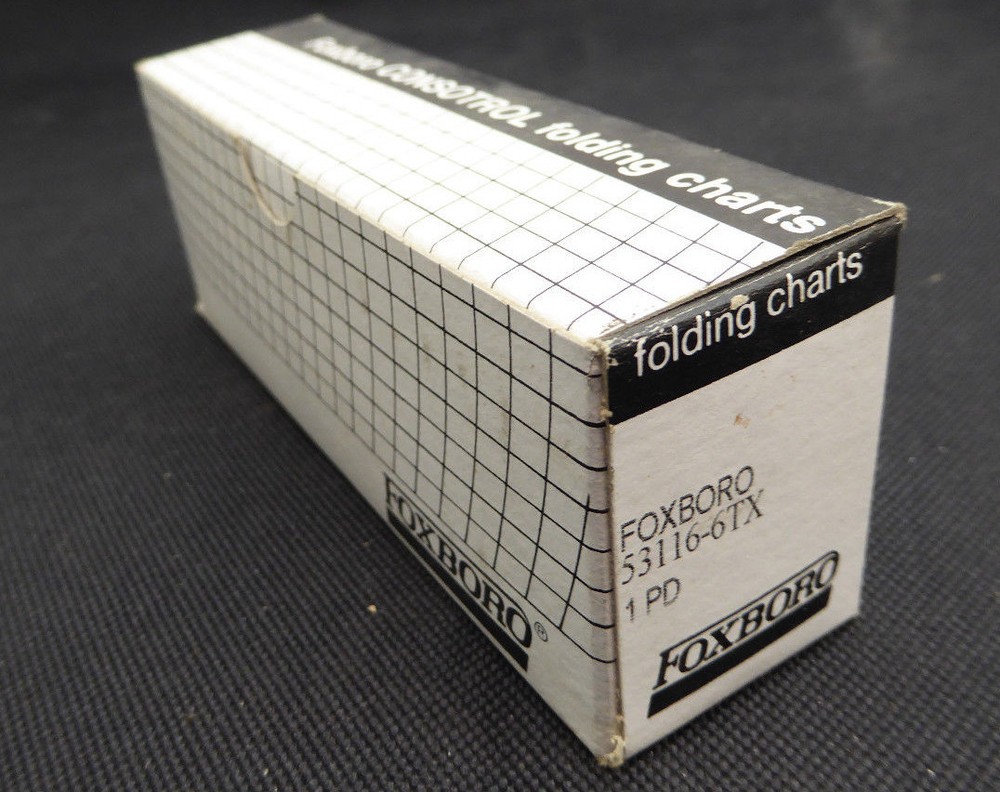 Foxboro CONSOTROL folding charts
folding charts
FOXBORO
53116-6TX
1 PD
FOXBORO
FOXBORO®